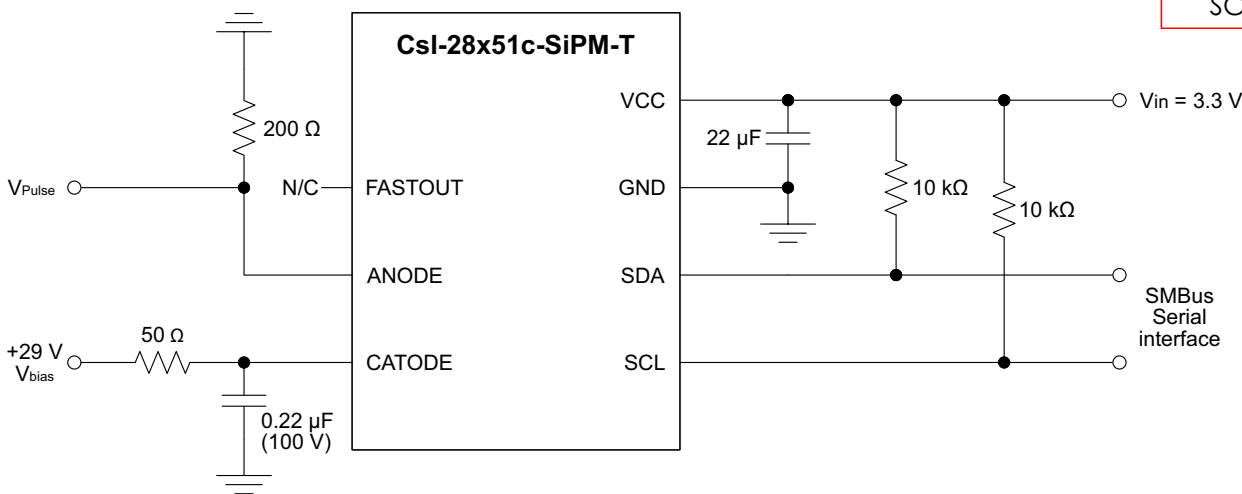 SC
CsI-28x51c-SiPM-T
VCC
Vin = 3.3 V
200 Ω
22 µF
VPulse
N/C
FASTOUT
GND
10 kΩ
10 kΩ
ANODE
SDA
SMBus
Serial
interface
50 Ω
+29 V
Vbias
CATODE
SCL
0.22 µF
(100 V)